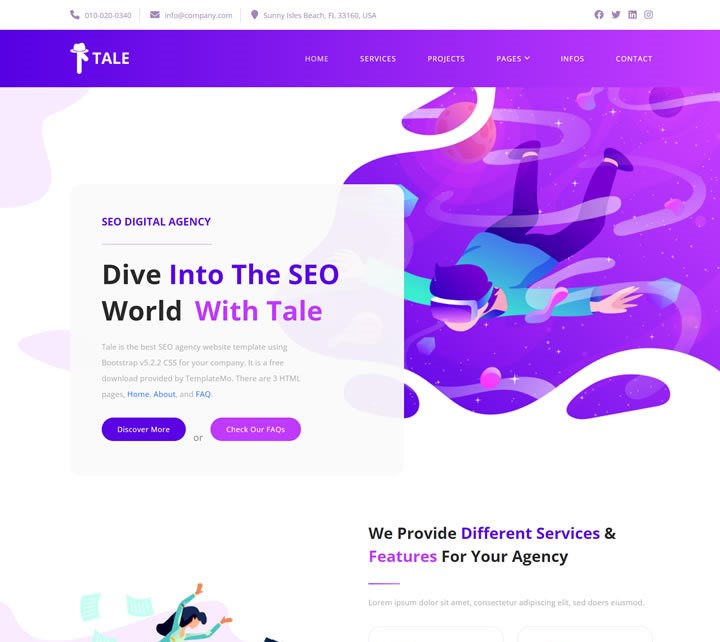 010-020-0340
info@company.com
Sunny Isles Beach, FL 33160, USA
TALE
HOME
SERVICES
PROJECTS
PAGES
INFOS
CONTACT
SEO DIGITAL AGENCY
Dive Into The SEO
World With Tale
Tale is the best SEO agency website template using
Bootstrap v5.2.2 CSS for your company. It is a free
download provided by TemplateMo. There are 3 HTML
pages, Home, About, and FAQ.
Discover More
or
Check Our FAQs
We Provide Different Services &
Features For Your Agency
Lorem ipsum dolor sit amet, consectetur adipiscing elit, sed doers eiusmod.